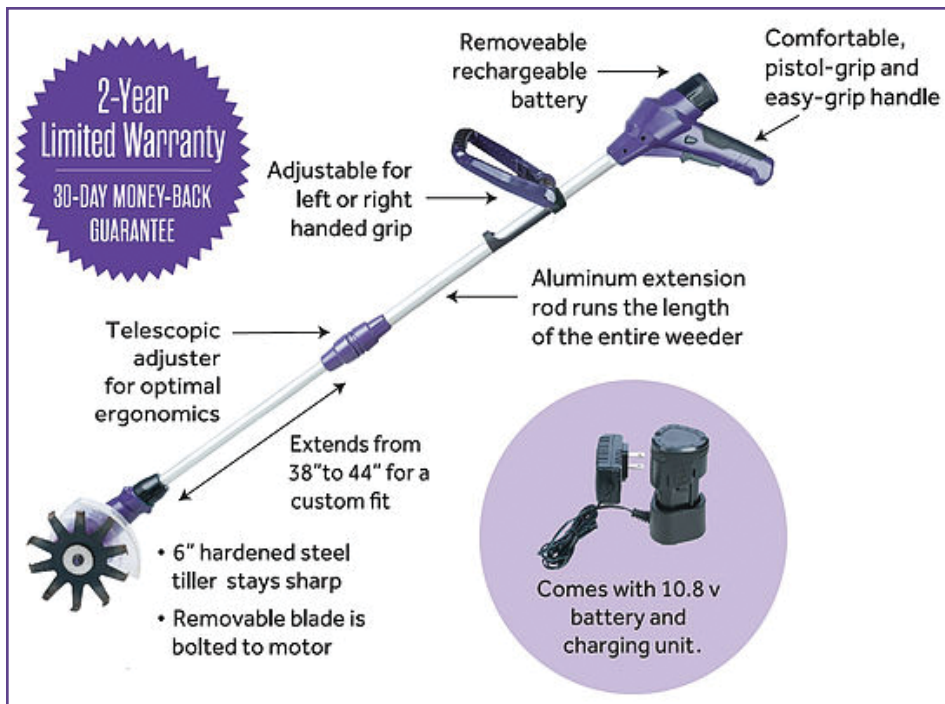 2-Year
Limited Warranty
30-DAY MONEY-BACK
GUARANTEE
Removeable
rechargeable
battery
Comfortable,
pistol-grip and
easy-grip handle
Adjustable for
left or right
handed grip
Aluminum extension
rod runs the length
of the entire weeder
Telescopic
adjuster
for optimal
ergonomics
Extends from
38"to 44" for a
custom fit
• 6" hardened steel
tiller stays sharp
• Removable blade is
bolted to motor
Comes with 10.8 v
battery and
charging unit.